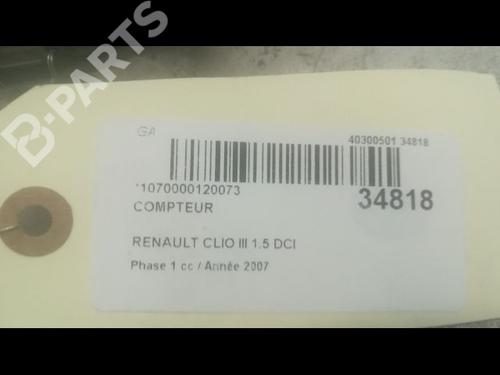 B-PARTS
GA
40300501 34818
*1070000120073
34818
COMPTEUR
RENAULT CLIO III 1.5 DCI
Phase 1 cc / Année 2007